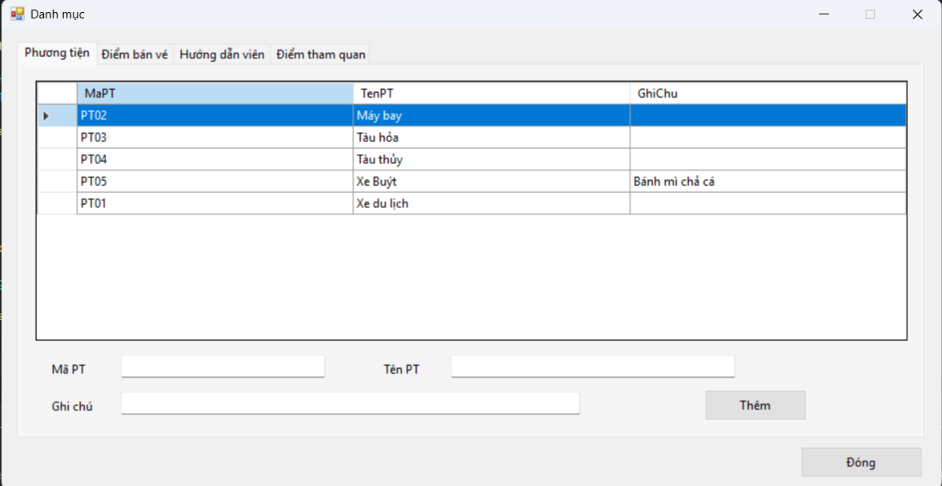 Danh mục
Phương tiện Điểm bán vé Hướng dẫn viên Điểm tham quan
MaPT TenPT GhiChu
PT02 Máy bay
PT03 Tàu hỏa
PT04 Tàu thủy
PT05 Xe Buýt Bánh mì chả cá
PT01 Xe du lịch
Mã PT Tên PT
Ghi chú Thêm
Đóng